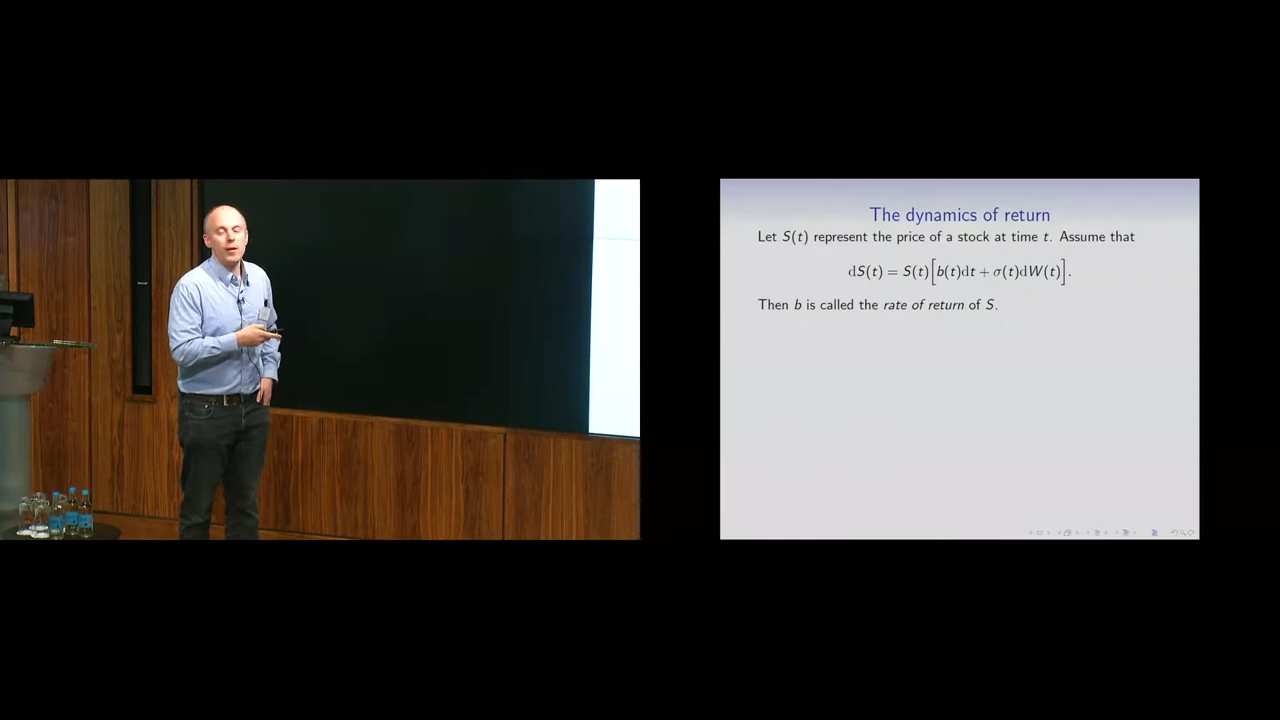 The dynamics of return
Let S(t) represent the price of a stock at time t. Assume that
dS(t) = S(t)[b(t)dt + σ(t)dW(t)].
Then b is called the rate of return of S.